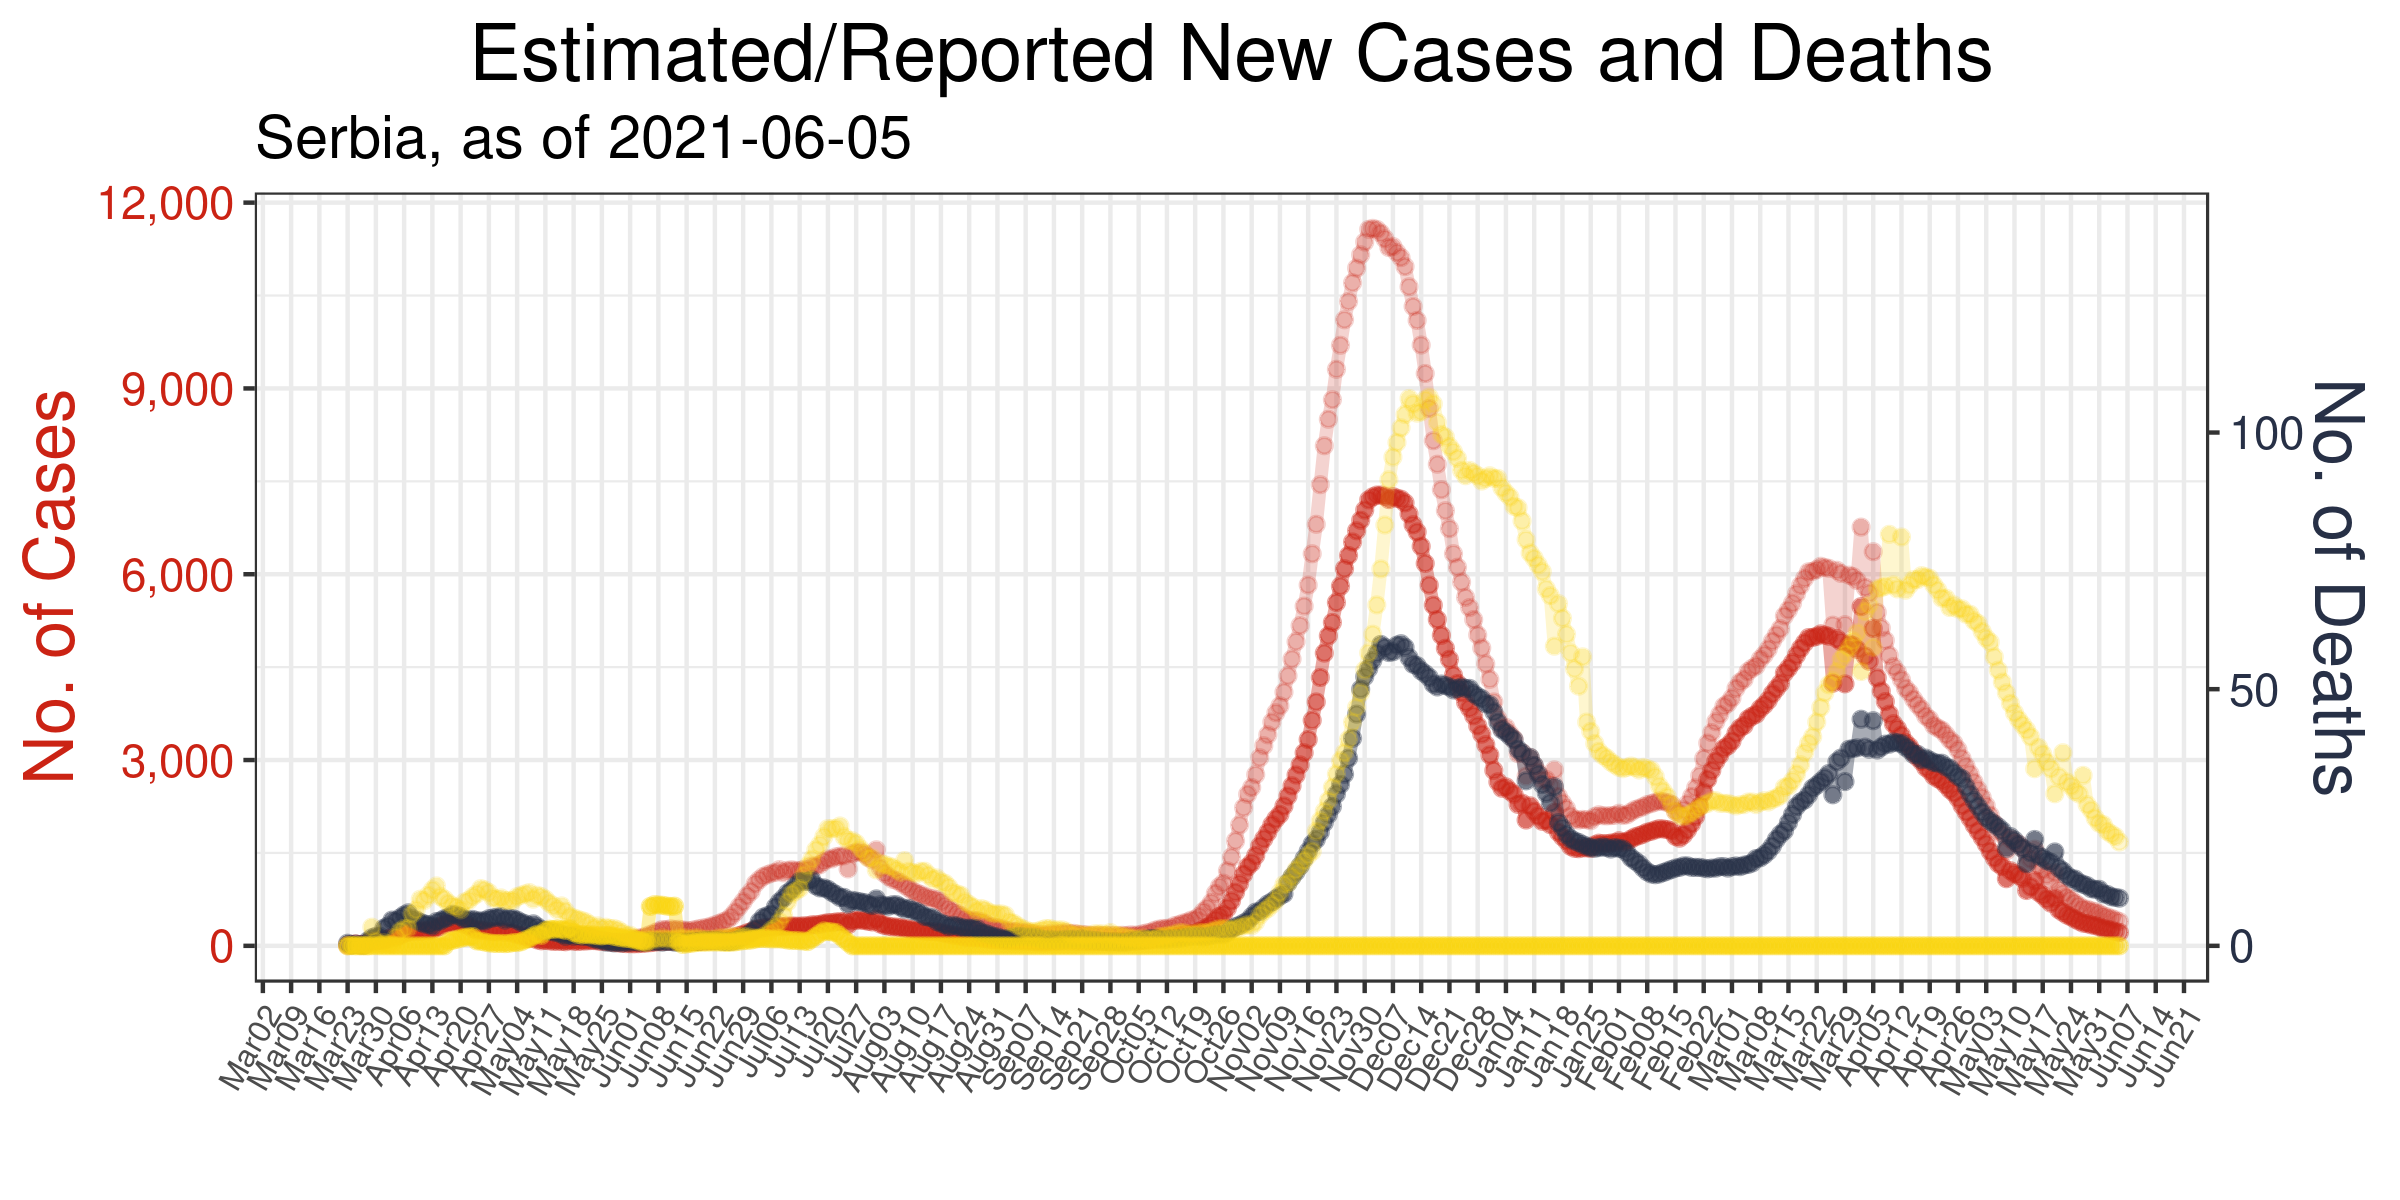 Estimated/Reported New Cases and Deaths
Serbia, as of 2021-06-05
No. of Cases
12,000
9,000
6,000
3,000
0
No. of Deaths
100
50
0
Mar02
Mar09
Mar16
Mar23
Mar30
Apr06
Apr13
Apr20
Apr27
May04
May11
May18
May25
Jun01
Jun08
Jun15
Jun22
Jun29
Jul06
Jul13
Jul20
Jul27
Aug03
Aug10
Aug17
Aug24
Aug31
Sep07
Sep14
Sep21
Sep28
Oct05
Oct12
Oct19
Oct26
Nov02
Nov09
Nov16
Nov23
Nov30
Dec07
Dec14
Dec21
Dec28
Jan04
Jan11
Jan18
Jan25
Feb01
Feb08
Feb15
Feb22
Mar01
Mar08
Mar15
Mar22
Mar29
Apr05
Apr12
Apr19
Apr26
May03
May10
May17
May24
May31
Jun07
Jun14
Jun21